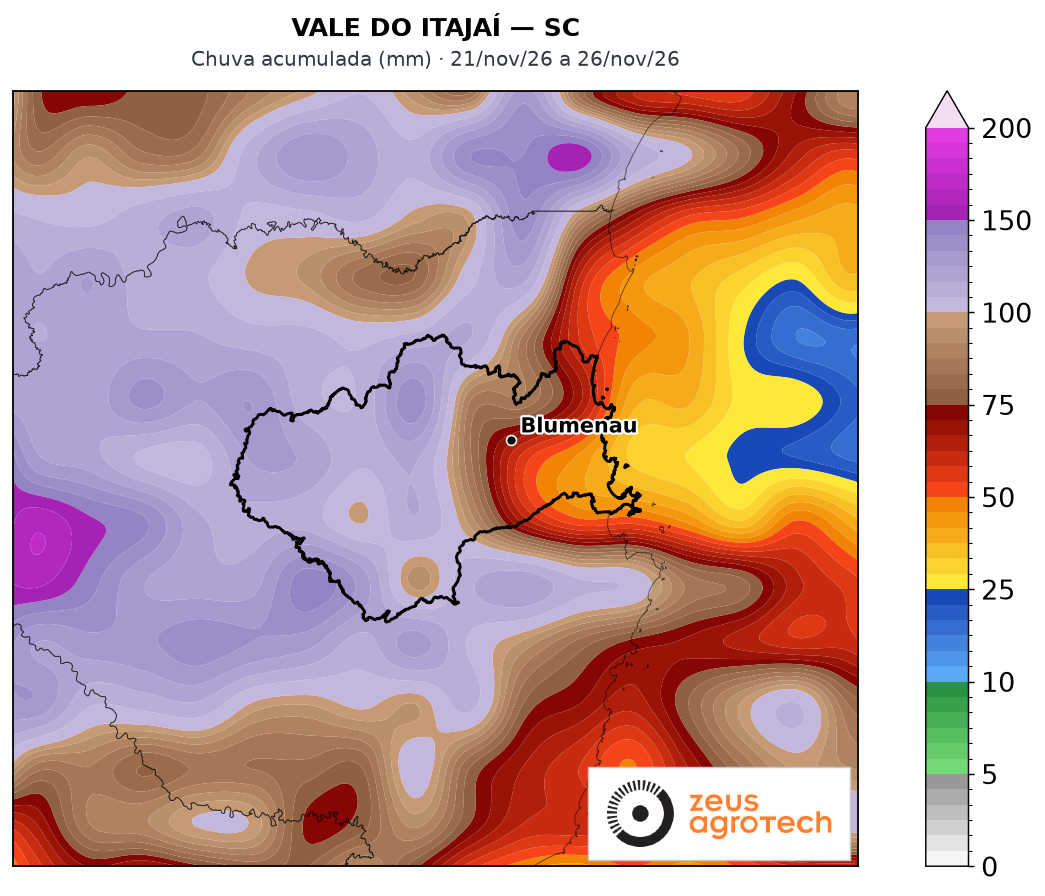 VALE DO ITAJAÍ — SC
Chuva acumulada (mm) · 21/nov/26 a 26/nov/26
200
150
100
75
50
25
10
5
0
Blumenau
zeus
agrotech